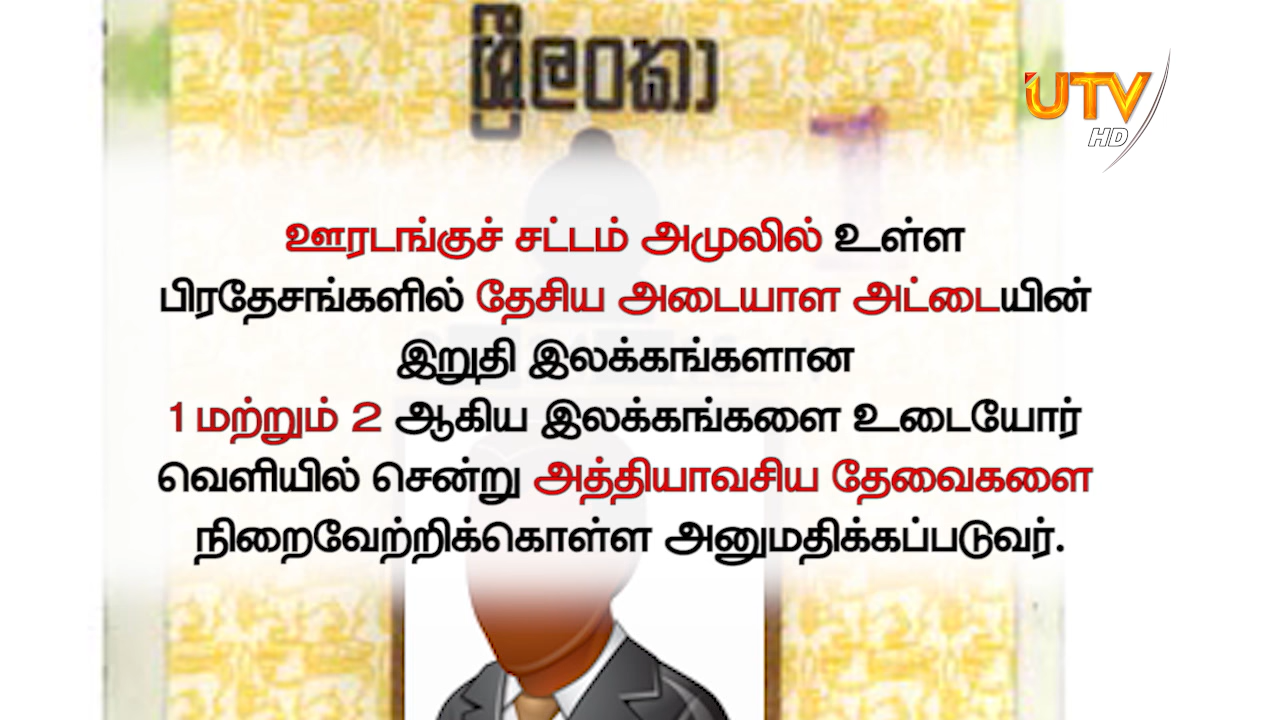 ශ්‍රීලංකා
UTV
HD
ஊரடங்குச் சட்டம் அமுலில் உள்ள
பிரதேசங்களில் தேசிய அடையாள அட்டையின்
இறுதி இலக்கங்களான
1 மற்றும் 2 ஆகிய இலக்கங்களை உடையோர்
வெளியில் சென்று அத்தியாவசிய தேவைகளை
நிறைவேற்றிக்கொள்ள அனுமதிக்கப்படுவர்.